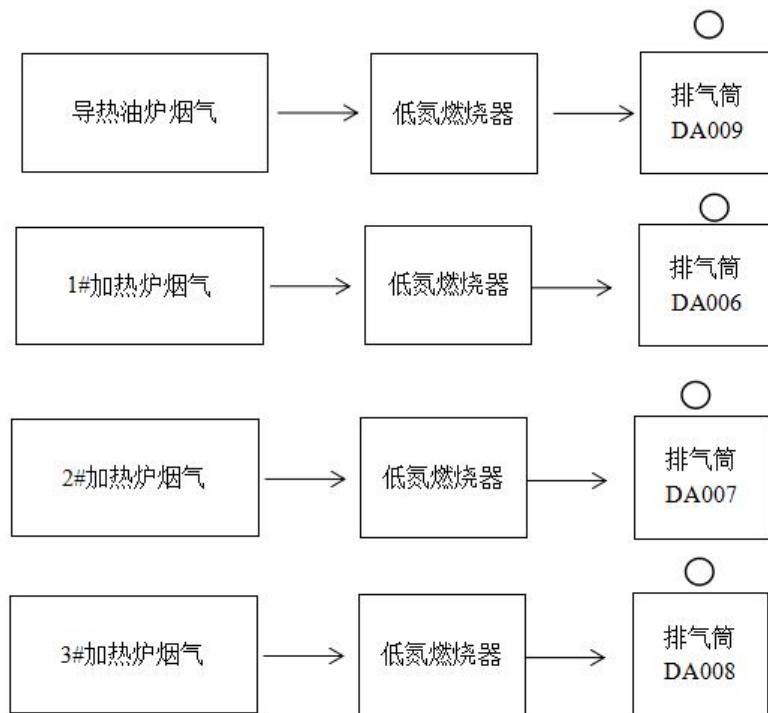 导热油炉烟气
低氮燃烧器
排气筒
DA009
1#加热炉烟气
低氮燃烧器
排气筒
DA006
2#加热炉烟气
低氮燃烧器
排气筒
DA007
3#加热炉烟气
低氮燃烧器
排气筒
DA008